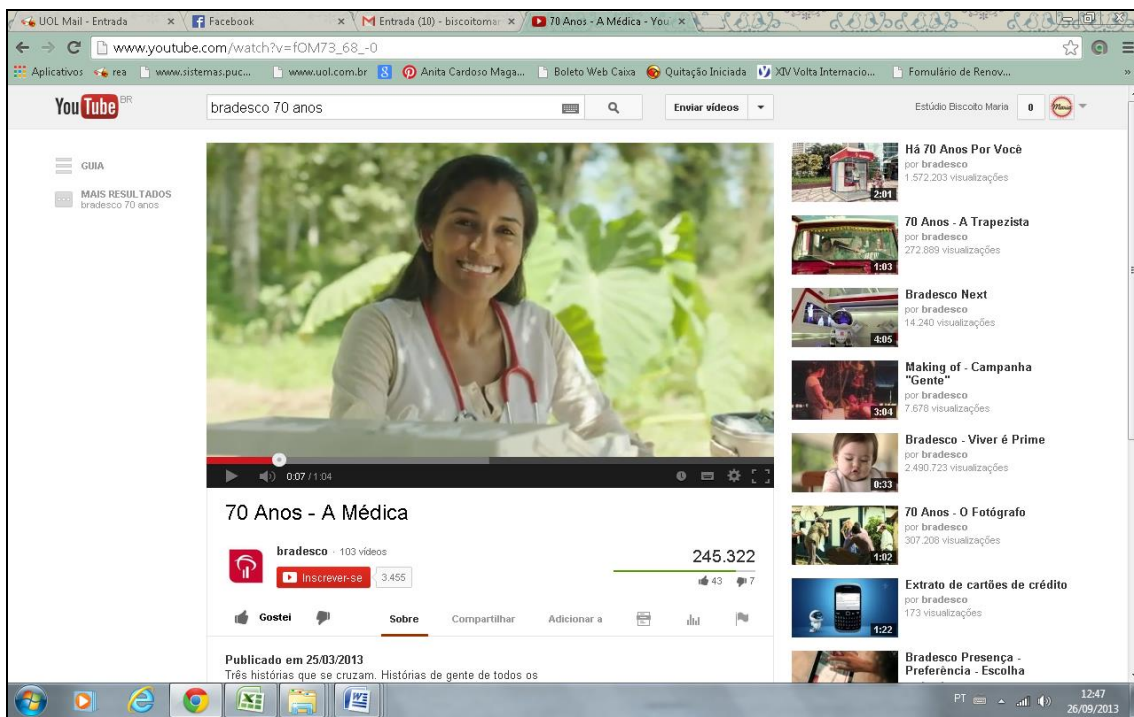 UOL Mail - Entrada
Facebook
Entrada (10) - biscoitomar
70 Anos - A Médica - You
www.youtube.com/watch?v=fOM73_68_-0
Aplicativos
rea
www.sistemas.puc...
www.uol.com.br
Anita Cardoso Maga...
Boleto Web Caixa
Quitação Iniciada
XIV Volta Internacio...
Fomulário de Renov...
YouTube BR
bradesco 70 anos
Enviar vídeos
Estúdio Biscoito Maria
0
GUIA
MAIS RESULTADOS
bradesco 70 anos
0:07 / 1:04
70 Anos - A Médica
bradesco · 103 vídeos
Inscrever-se
3.455
245.322
43
7
Gostei
Sobre
Compartilhar
Adicionar a
Publicado em 25/03/2013
Três histórias que se cruzam. Histórias de gente de todos os
Há 70 Anos Por Você
por bradesco
1.572.203 visualizações
2:01
70 Anos - A Trapezista
por bradesco
272.889 visualizações
1:03
Bradesco Next
por bradesco
14.240 visualizações
4:05
Making of - Campanha
"Gente"
por bradesco
7.678 visualizações
3:04
Bradesco - Viver é Prime
por bradesco
2.490.723 visualizações
0:33
70 Anos - O Fotógrafo
por bradesco
307.208 visualizações
1:02
Extrato de cartões de crédito
por bradesco
173 visualizações
1:22
Bradesco Presença -
Preferência - Escolha
PT
12:47
26/09/2013